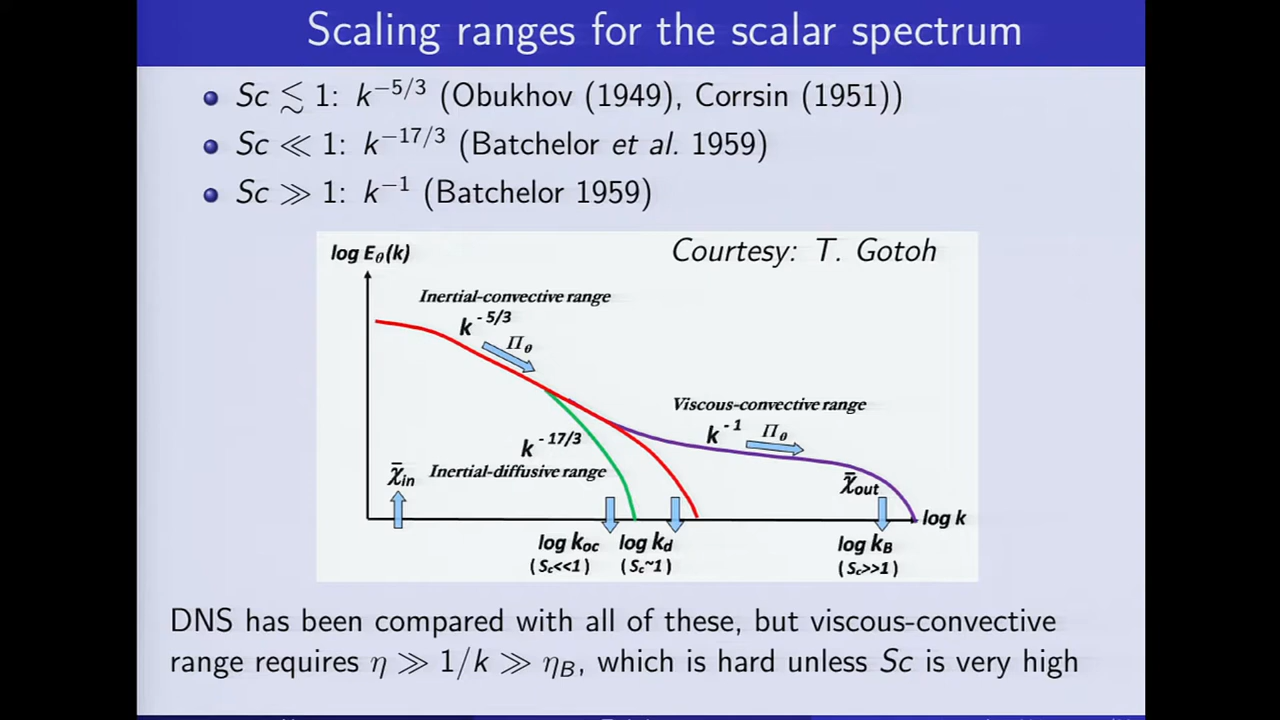 Scaling ranges for the scalar spectrum
Sc ≲ 1: k^{-5/3} (Obukhov (1949), Corrsin (1951))
Sc ≪ 1: k^{-17/3} (Batchelor et al. 1959)
Sc ≫ 1: k^{-1} (Batchelor 1959)
Courtesy: T. Gotoh
log E_θ(k)
Inertial-convective range
k^{-5/3}
Π_θ
Viscous-convective range
k^{-1} Π_θ
k^{-17/3}
Inertial-diffusive range
χ̄_in
χ̄_out
log k
log k_oc log k_d log k_B
(Sc<<1) (Sc~1) (Sc>>1)
DNS has been compared with all of these, but viscous-convective
range requires η ≫ 1/k ≫ η_B, which is hard unless Sc is very high